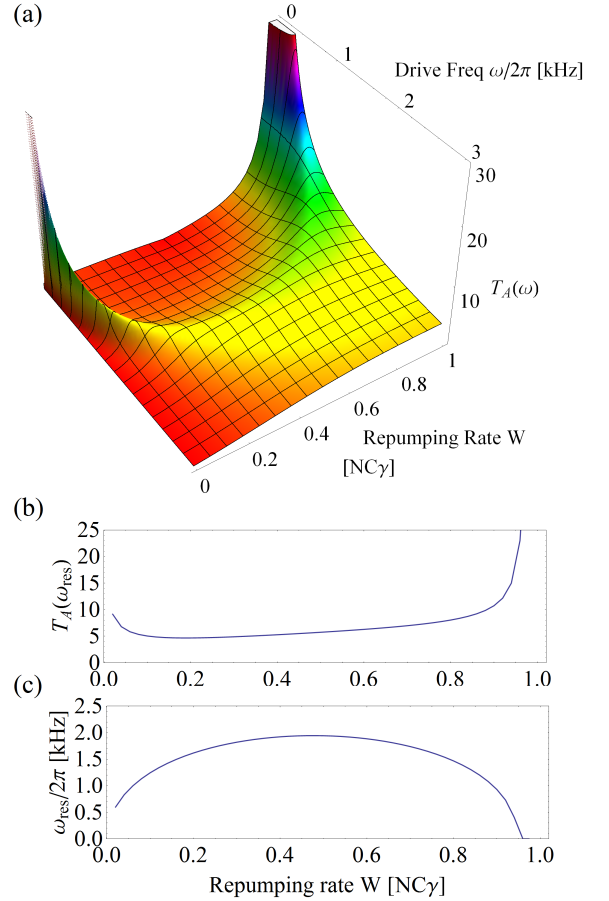 (a)
0
1
Drive Freq ω/2π [kHz]
2
3
30
20
T_A(ω)
10
1
0.8
0.6
0.4
Repumping Rate W
0.2
[NCγ]
0
(b)
25
20
15
10
5
0
T_A(ω_res)
0.0 0.2 0.4 0.6 0.8 1.0
(c)
2.5
2.0
1.5
1.0
0.5
0.0
ω_res/2π [kHz]
0.0 0.2 0.4 0.6 0.8 1.0
Repumping rate W [NCγ]